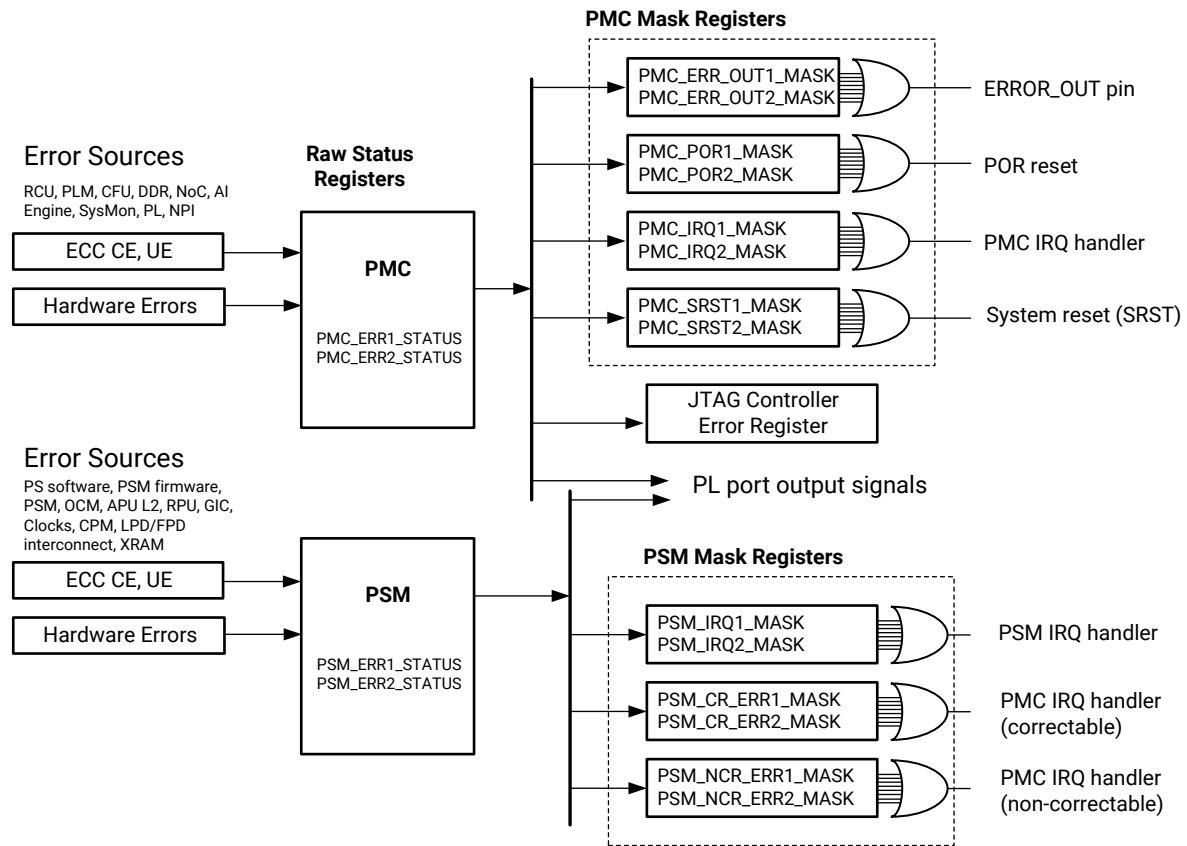 PMC Mask Registers
PMC_ERR_OUT1_MASK
PMC_ERR_OUT2_MASK
ERROR_OUT pin
Error Sources
RCU, PLM, CFU, DDR, NoC, AI
Engine, SysMon, PL, NPI
ECC CE, UE
Hardware Errors
Raw Status
Registers
PMC
PMC_ERR1_STATUS
PMC_ERR2_STATUS
PMC_POR1_MASK
PMC_POR2_MASK
POR reset
PMC_IRQ1_MASK
PMC_IRQ2_MASK
PMC IRQ handler
PMC_SRST1_MASK
PMC_SRST2_MASK
System reset (SRST)
JTAG Controller
Error Register
PL port output signals
Error Sources
PS software, PSM firmware,
PSM, OCM, APU L2, RPU, GIC,
Clocks, CPM, LPD/FPD
interconnect, XRAM
ECC CE, UE
Hardware Errors
PSM
PSM_ERR1_STATUS
PSM_ERR2_STATUS
PSM Mask Registers
PSM_IRQ1_MASK
PSM_IRQ2_MASK
PSM IRQ handler
PSM_CR_ERR1_MASK
PSM_CR_ERR2_MASK
PMC IRQ handler
(correctable)
PSM_NCR_ERR1_MASK
PSM_NCR_ERR2_MASK
PMC IRQ handler
(non-correctable)